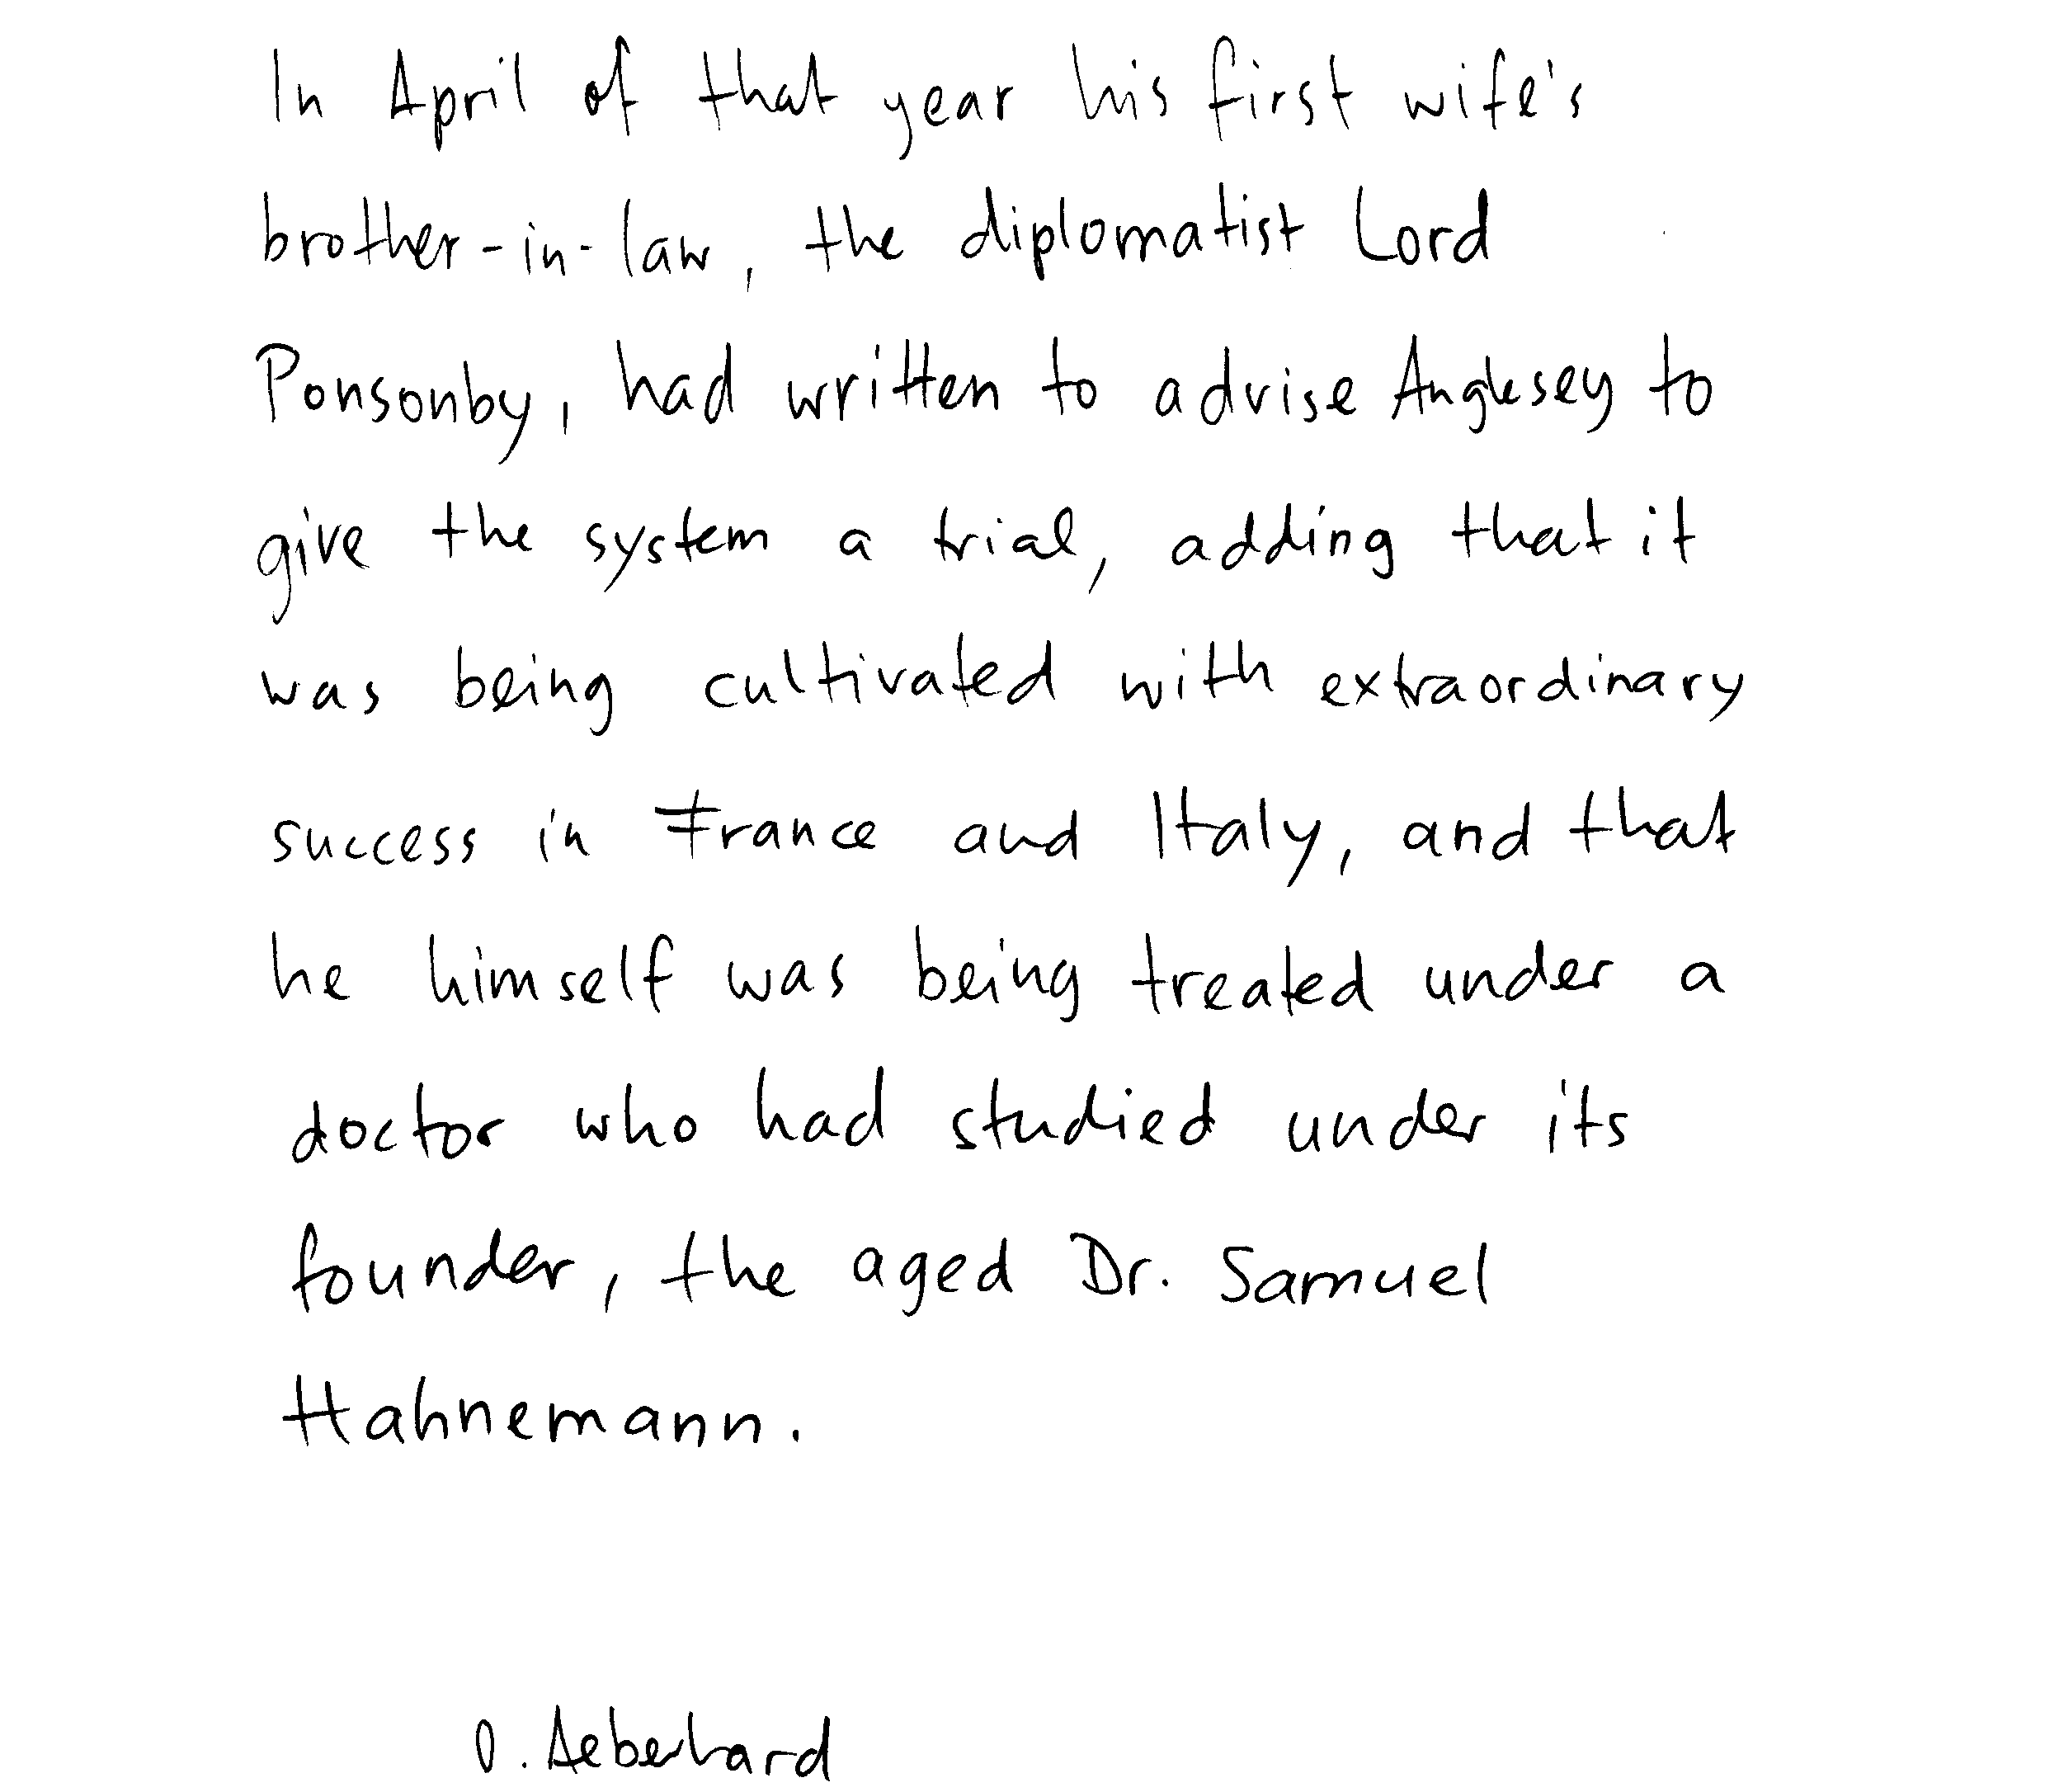 In April of that year his first wife's
brother-in-law, the diplomatist Lord
Ponsonby, had written to advise Anglesey to
give the system a trial, adding that it
was being cultivated with extraordinary
success in France and Italy, and that
he himself was being treated under a
doctor who had studied under its
founder, the aged Dr. Samuel
Hahnemann.
O. Aeberhard